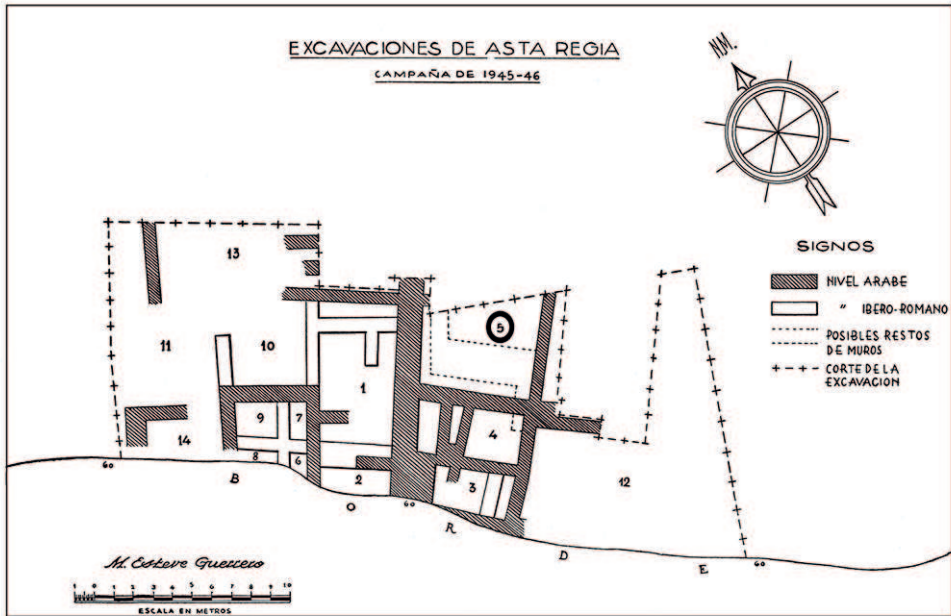 EXCAVACIONES DE ASTA REGIA
CAMPAÑA DE 1945-46
NM.
SIGNOS
NIVEL ARABE
" IBERO-ROMANO
POSIBLES RESTOS
DE MUROS
CORTE DE LA
EXCAVACION
13
5
11
10
1
9
7
4
14
8
6
2
3
12
60
B
O
60
R
D
E
60
M. Esteve Guerrero
1 0 1 2 3 4 5 6 7 8 9 10
ESCALA EN METROS